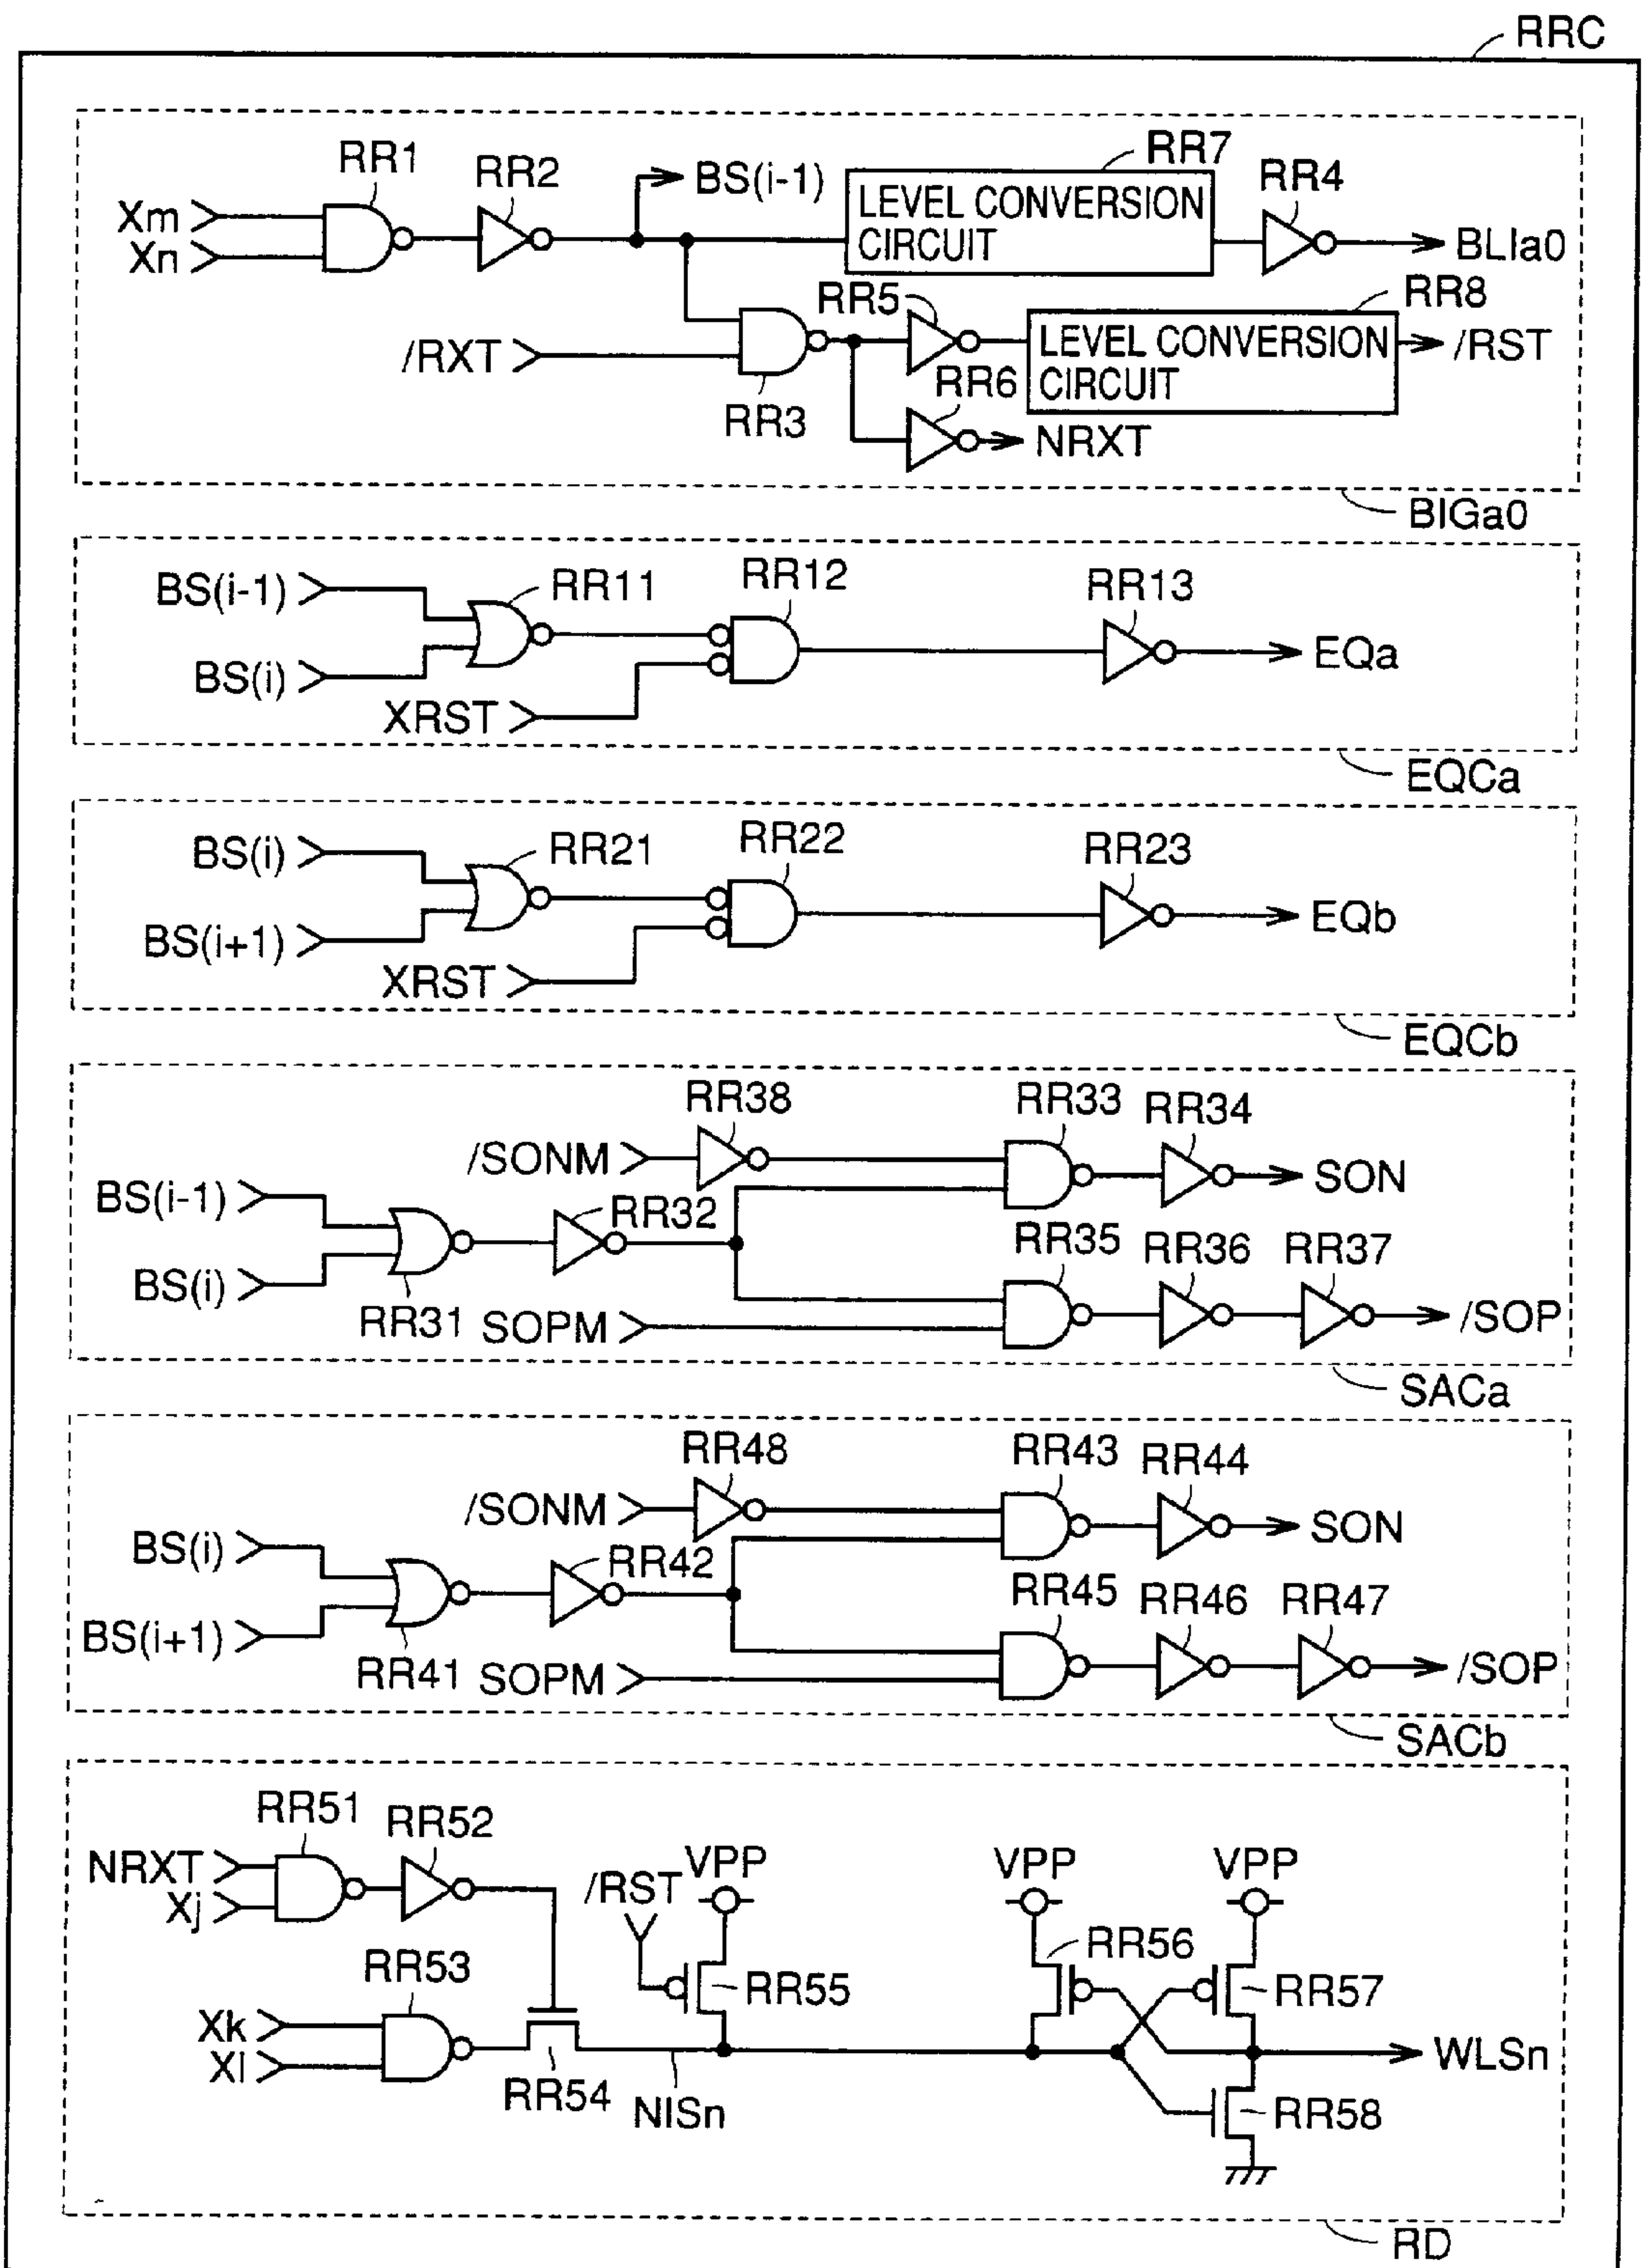 RRC
RR1
RR2
BS(i-1)
RR7
RR4
Xm
Xn
LEVEL CONVERSION
CIRCUIT
BLIa0
RR5
RR8
/RXT
LEVEL CONVERSION
CIRCUIT
/RST
RR3
RR6
NRXT
BIGa0
BS(i-1)
RR11
RR12
RR13
BS(i)
EQa
XRST
EQCa
BS(i)
RR21
RR22
RR23
BS(i+1)
EQb
XRST
EQCb
RR38
RR33
RR34
/SONM
SON
BS(i-1)
RR32
RR35
RR36
RR37
BS(i)
RR31
SOPM
/SOP
SACa
RR48
RR43
RR44
/SONM
SON
BS(i)
RR42
RR45
RR46
RR47
BS(i+1)
RR41
SOPM
/SOP
SACb
RR51
RR52
NRXT
Xj
/RST
VPP
VPP
VPP
RR53
RR55
RR56
RR57
Xk
Xl
RR54
NISn
WLSn
RR58
RD